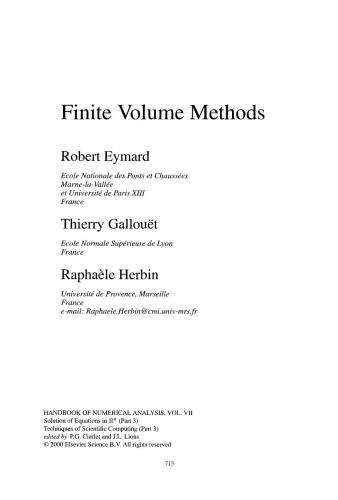 Finite Volume Methods
Robert Eymard
Ecole Nationale des Ponts et Chaussées
Marne-la-Vallée
et Université de Paris XIII
France
Thierry Gallouët
Ecole Normale Supérieure de Lyon
France
Raphaèle Herbin
Université de Provence, Marseille
France
e-mail: Raphaele.Herbin@cmi.univ-mrs.fr
HANDBOOK OF NUMERICAL ANALYSIS, VOL. VII
Solution of Equations in ℝⁿ (Part 3)
Techniques of Scientific Computing (Part 3)
edited by P.G. Ciarlet and J.L. Lions
© 2000 Elsevier Science B.V. All rights reserved
713